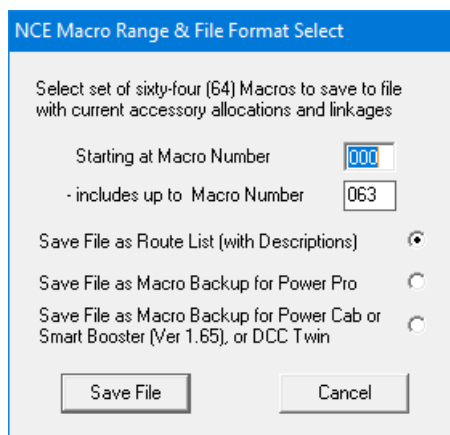 NCE Macro Range & File Format Select
Select set of sixty-four (64) Macros to save to file
with current accessory allocations and linkages
Starting at Macro Number 000
- includes up to Macro Number 063
Save File as Route List (with Descriptions)
Save File as Macro Backup for Power Pro
Save File as Macro Backup for Power Cab or
Smart Booster (Ver 1.65), or DCC Twin
Save File Cancel